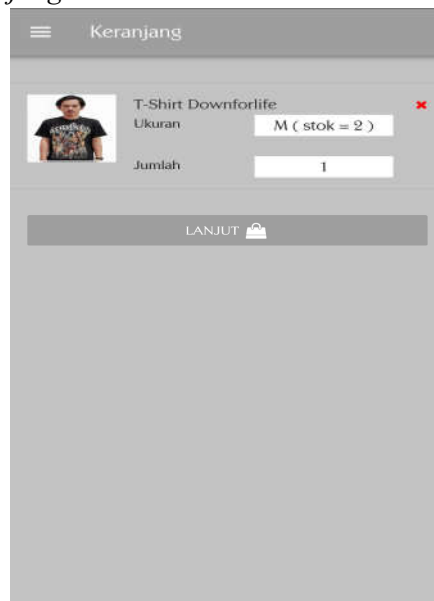 Keranjang
T-Shirt Downforlife
Ukuran
M ( stok = 2 )
Jumlah
1
LANJUT